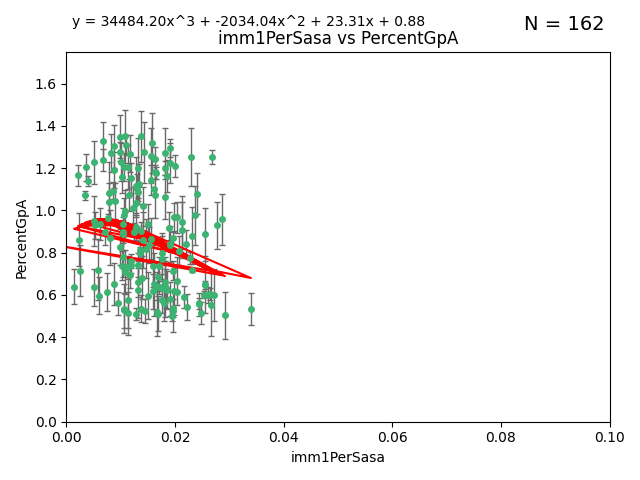 y = 34484.20x^3 + -2034.04x^2 + 23.31x + 0.88
N = 162
imm1PerSasa vs PercentGpA
PercentGpA
1.6
1.4
1.2
1.0
0.8
0.6
0.4
0.2
0.0
0.00 0.02 0.04 0.06 0.08 0.10
imm1PerSasa